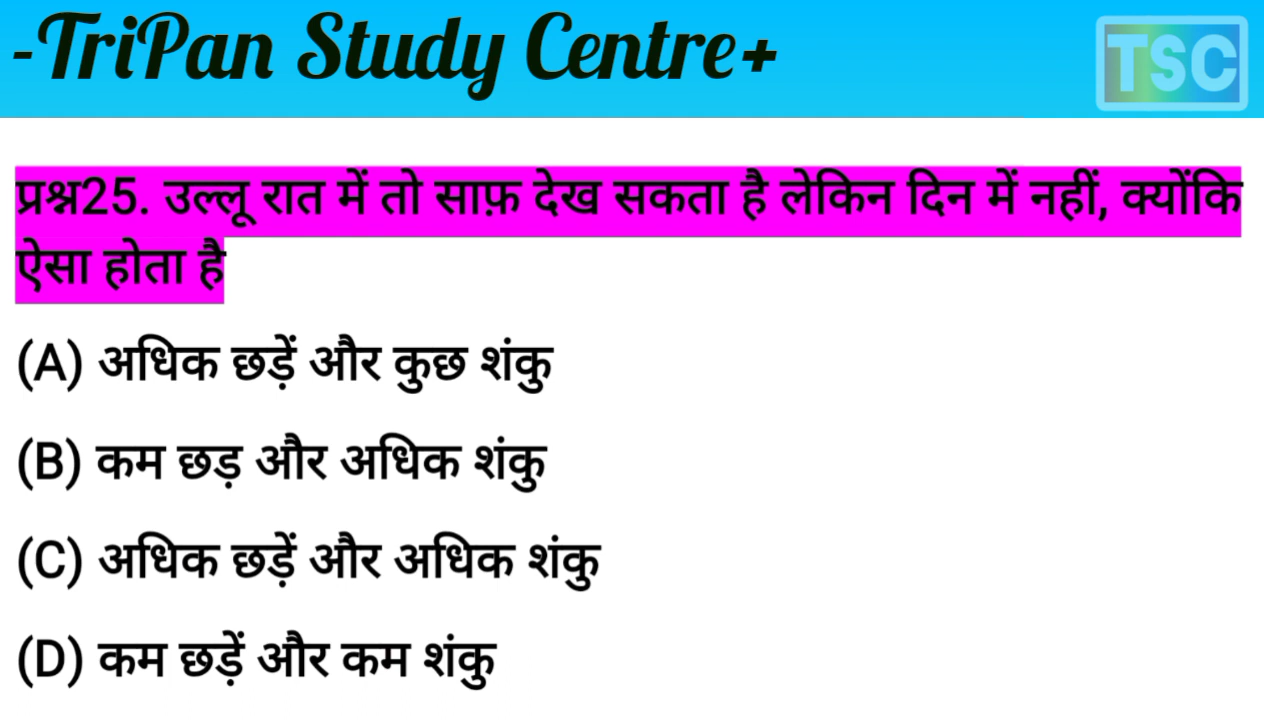 -TriPan Study Centre+
TSC
प्रश्न25. उल्लू रात में तो साफ़ देख सकता है लेकिन दिन में नहीं, क्योंकि
ऐसा होता है
(A) अधिक छड़ें और कुछ शंकु
(B) कम छड़ और अधिक शंकु
(C) अधिक छड़ें और अधिक शंकु
(D) कम छड़ें और कम शंकु